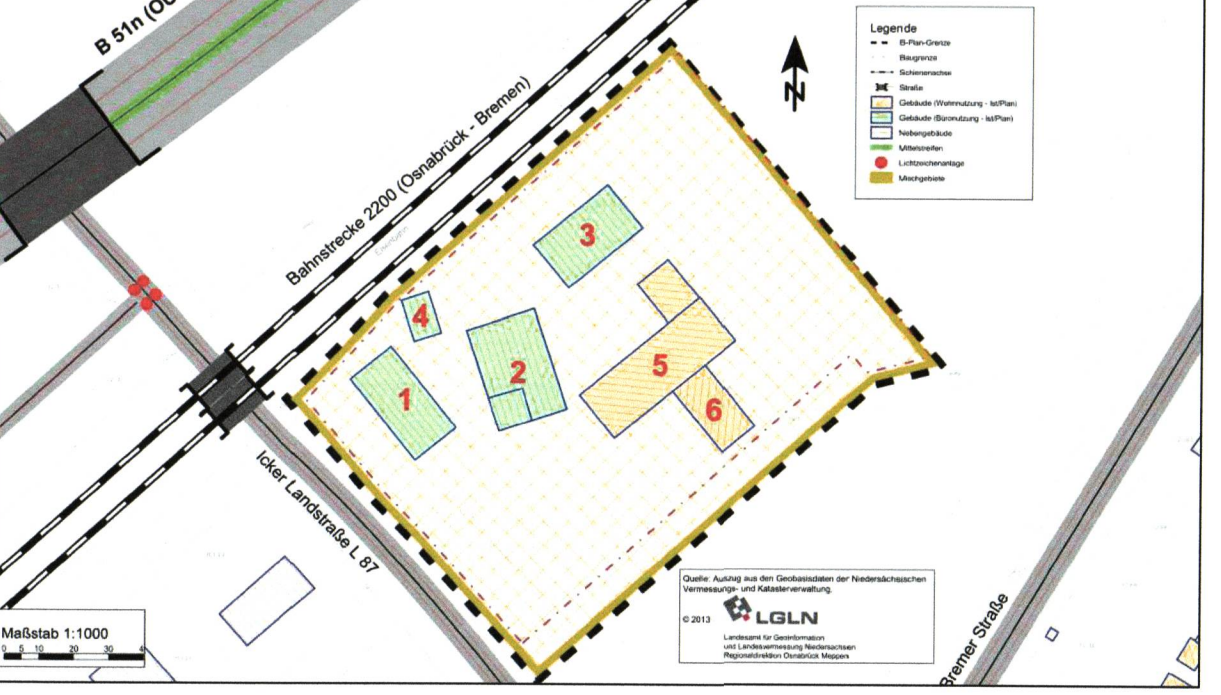 B 51n (O
Bahnstrecke 2200 (Osnabrück - Bremen)
N
Legende
B-Plan-Grenze
Baugrenze
Schienenachse
Straße
Gebäude (Wohnnutzung - Ist/Plan)
Gebäude (Büronutzung - Ist/Plan)
Nebengebäude
Mittelstreifen
Lichtzeichenanlage
Mischgebiete
3
4
1
2
5
6
Icker Landstraße L 87
Maßstab 1:1000
0 5 10 20 30 4
Quelle: Auszug aus den Geobasisdaten der Niedersächsischen
Vermessungs- und Katasterverwaltung.
© 2013
LGLN
Landesamt für Geoinformation
und Landesvermessung Niedersachsen
Regionaldirektion Osnabrück Meppen
Bremer Straße